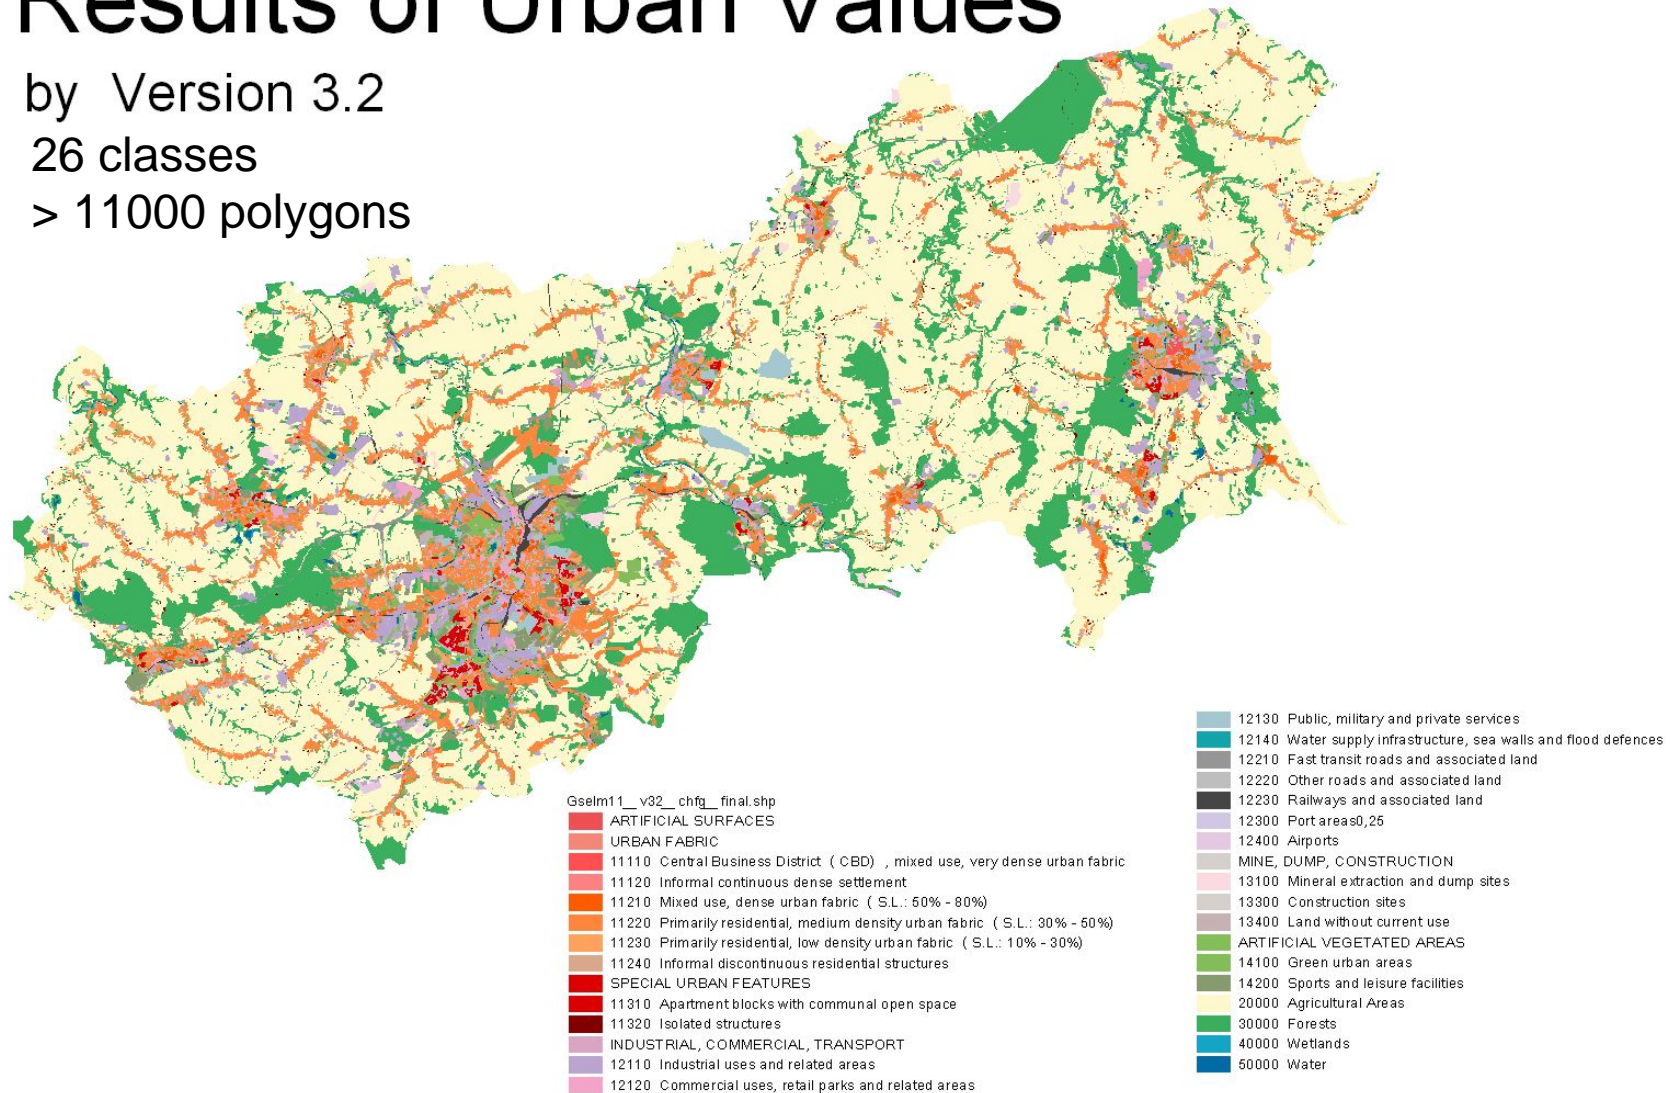 Results of Urban Values
by Version 3.2
26 classes
> 11000 polygons
Gselm11__ v32__ chfg__ final.shp
ARTIFICIAL SURFACES
URBAN FABRIC
11110 Central Business District ( CBD) , mixed use, very dense urban fabric
11120 Informal continuous dense settlement
11210 Mixed use, dense urban fabric ( S.L.: 50% - 80%)
11220 Primarily residential, medium density urban fabric ( S.L.: 30% - 50%)
11230 Primarily residential, low density urban fabric ( S.L.: 10% - 30%)
11240 Informal discontinuous residential structures
SPECIAL URBAN FEATURES
11310 Apartment blocks with communal open space
11320 Isolated structures
INDUSTRIAL, COMMERCIAL, TRANSPORT
12110 Industrial uses and related areas
12120 Commercial uses, retail parks and related areas
12130 Public, military and private services
12140 Water supply infrastructure, sea walls and flood defences
12210 Fast transit roads and associated land
12220 Other roads and associated land
12230 Railways and associated land
12300 Port areas0,25
12400 Airports
MINE, DUMP, CONSTRUCTION
13100 Mineral extraction and dump sites
13300 Construction sites
13400 Land without current use
ARTIFICIAL VEGETATED AREAS
14100 Green urban areas
14200 Sports and leisure facilities
20000 Agricultural Areas
30000 Forests
40000 Wetlands
50000 Water